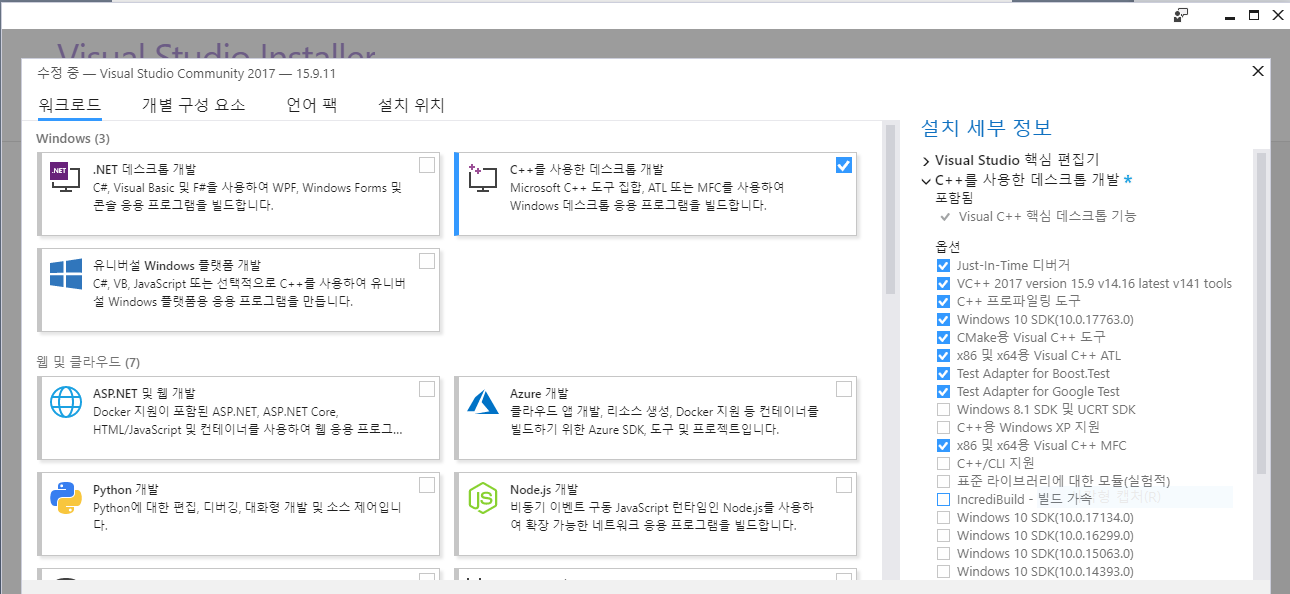 Visual Studio Installer
수정 중 — Visual Studio Community 2017 — 15.9.11
워크로드 개별 구성 요소 언어 팩 설치 위치
Windows (3)
.NET
.NET 데스크톱 개발
C#, Visual Basic 및 F#을 사용하여 WPF, Windows Forms 및
콘솔 응용 프로그램을 빌드합니다.
C++를 사용한 데스크톱 개발
Microsoft C++ 도구 집합, ATL 또는 MFC를 사용하여
Windows 데스크톱 응용 프로그램을 빌드합니다.
유니버설 Windows 플랫폼 개발
C#, VB, JavaScript 또는 선택적으로 C++를 사용하여 유니버
설 Windows 플랫폼용 응용 프로그램을 만듭니다.
웹 및 클라우드 (7)
ASP.NET 및 웹 개발
Docker 지원이 포함된 ASP.NET, ASP.NET Core,
HTML/JavaScript 및 컨테이너를 사용하여 웹 응용 프로그...
Azure 개발
클라우드 앱 개발, 리소스 생성, Docker 지원 등 컨테이너를
빌드하기 위한 Azure SDK, 도구 및 프로젝트입니다.
Python 개발
Python에 대한 편집, 디버깅, 대화형 개발 및 소스 제어입니
다.
JS
Node.js 개발
비동기 이벤트 구동 JavaScript 런타임인 Node.js를 사용하
여 확장 가능한 네트워크 응용 프로그램을 빌드합니다.
설치 세부 정보
Visual Studio 핵심 편집기
C++를 사용한 데스크톱 개발 *
포함됨
Visual C++ 핵심 데스크톱 기능
옵션
Just-In-Time 디버거
VC++ 2017 version 15.9 v14.16 latest v141 tools
C++ 프로파일링 도구
Windows 10 SDK(10.0.17763.0)
CMake용 Visual C++ 도구
x86 및 x64용 Visual C++ ATL
Test Adapter for Boost.Test
Test Adapter for Google Test
Windows 8.1 SDK 및 UCRT SDK
C++용 Windows XP 지원
x86 및 x64용 Visual C++ MFC
C++/CLI 지원
표준 라이브러리에 대한 모듈(실험적)
IncrediBuild - 빌드 가속
Windows 10 SDK(10.0.17134.0)
Windows 10 SDK(10.0.16299.0)
Windows 10 SDK(10.0.15063.0)
Windows 10 SDK(10.0.14393.0)